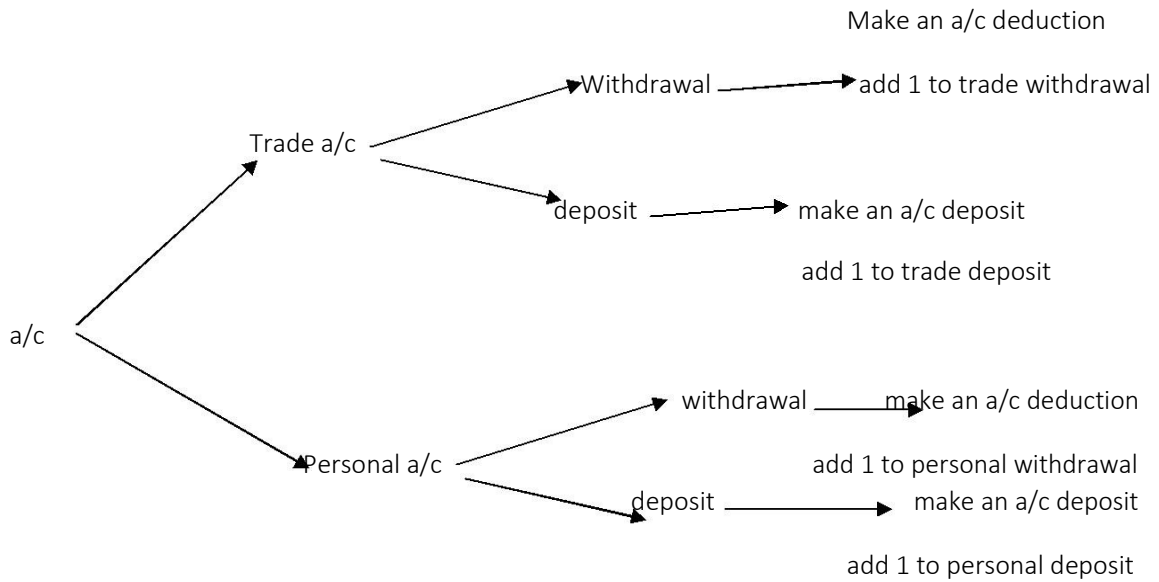 Make an a/c deduction
Withdrawal add 1 to trade withdrawal
Trade a/c
deposit make an a/c deposit
add 1 to trade deposit
a/c
withdrawal make an a/c deduction
Personal a/c add 1 to personal withdrawal
deposit make an a/c deposit
add 1 to personal deposit